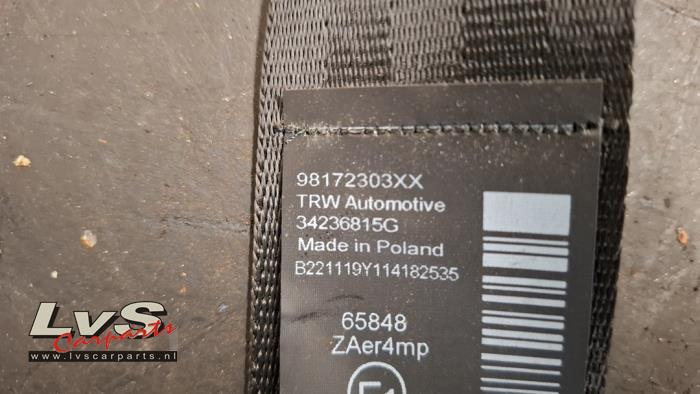 98172303XX
TRW Automotive
34236815G
Made in Poland
B221119Y114182535
65848
ZAer4mp
LvS
Carparts
www.lvscarparts.nl